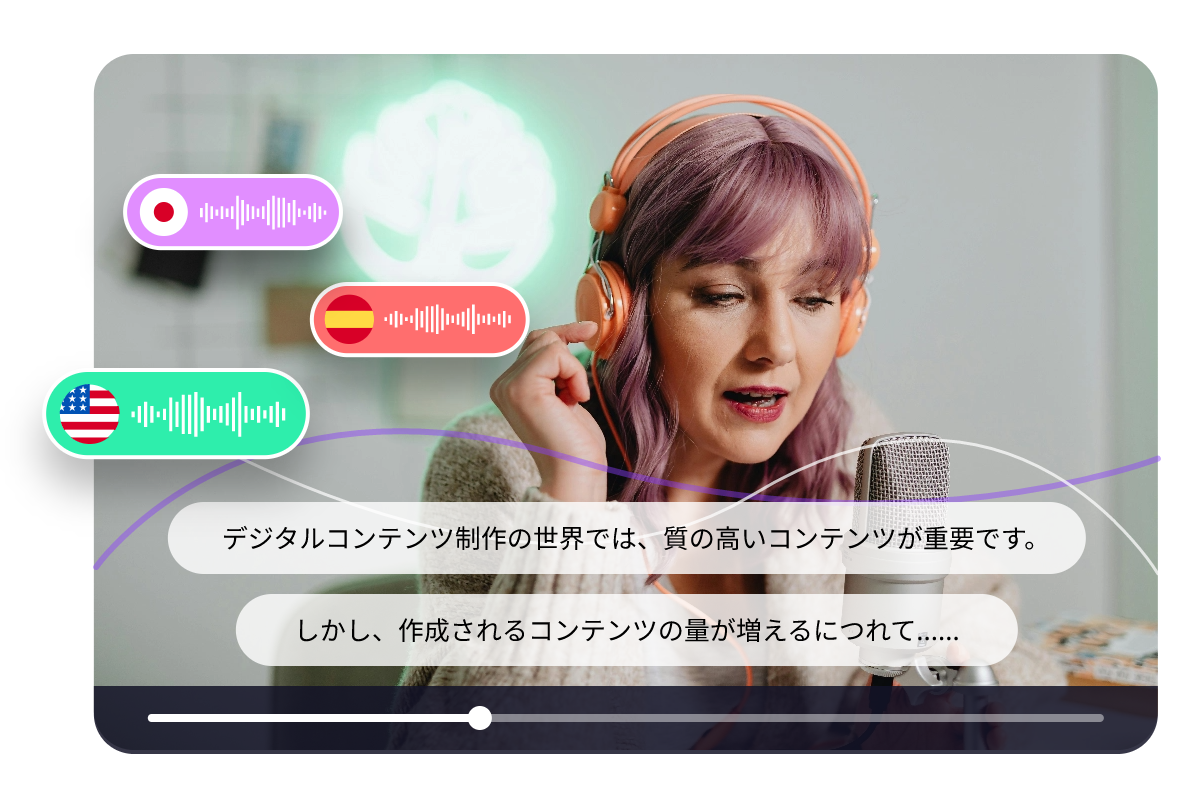 デジタルコンテンツ制作の世界では、質の高いコンテンツが重要です。
しかし、作成されるコンテンツの量が増えるにつれて......